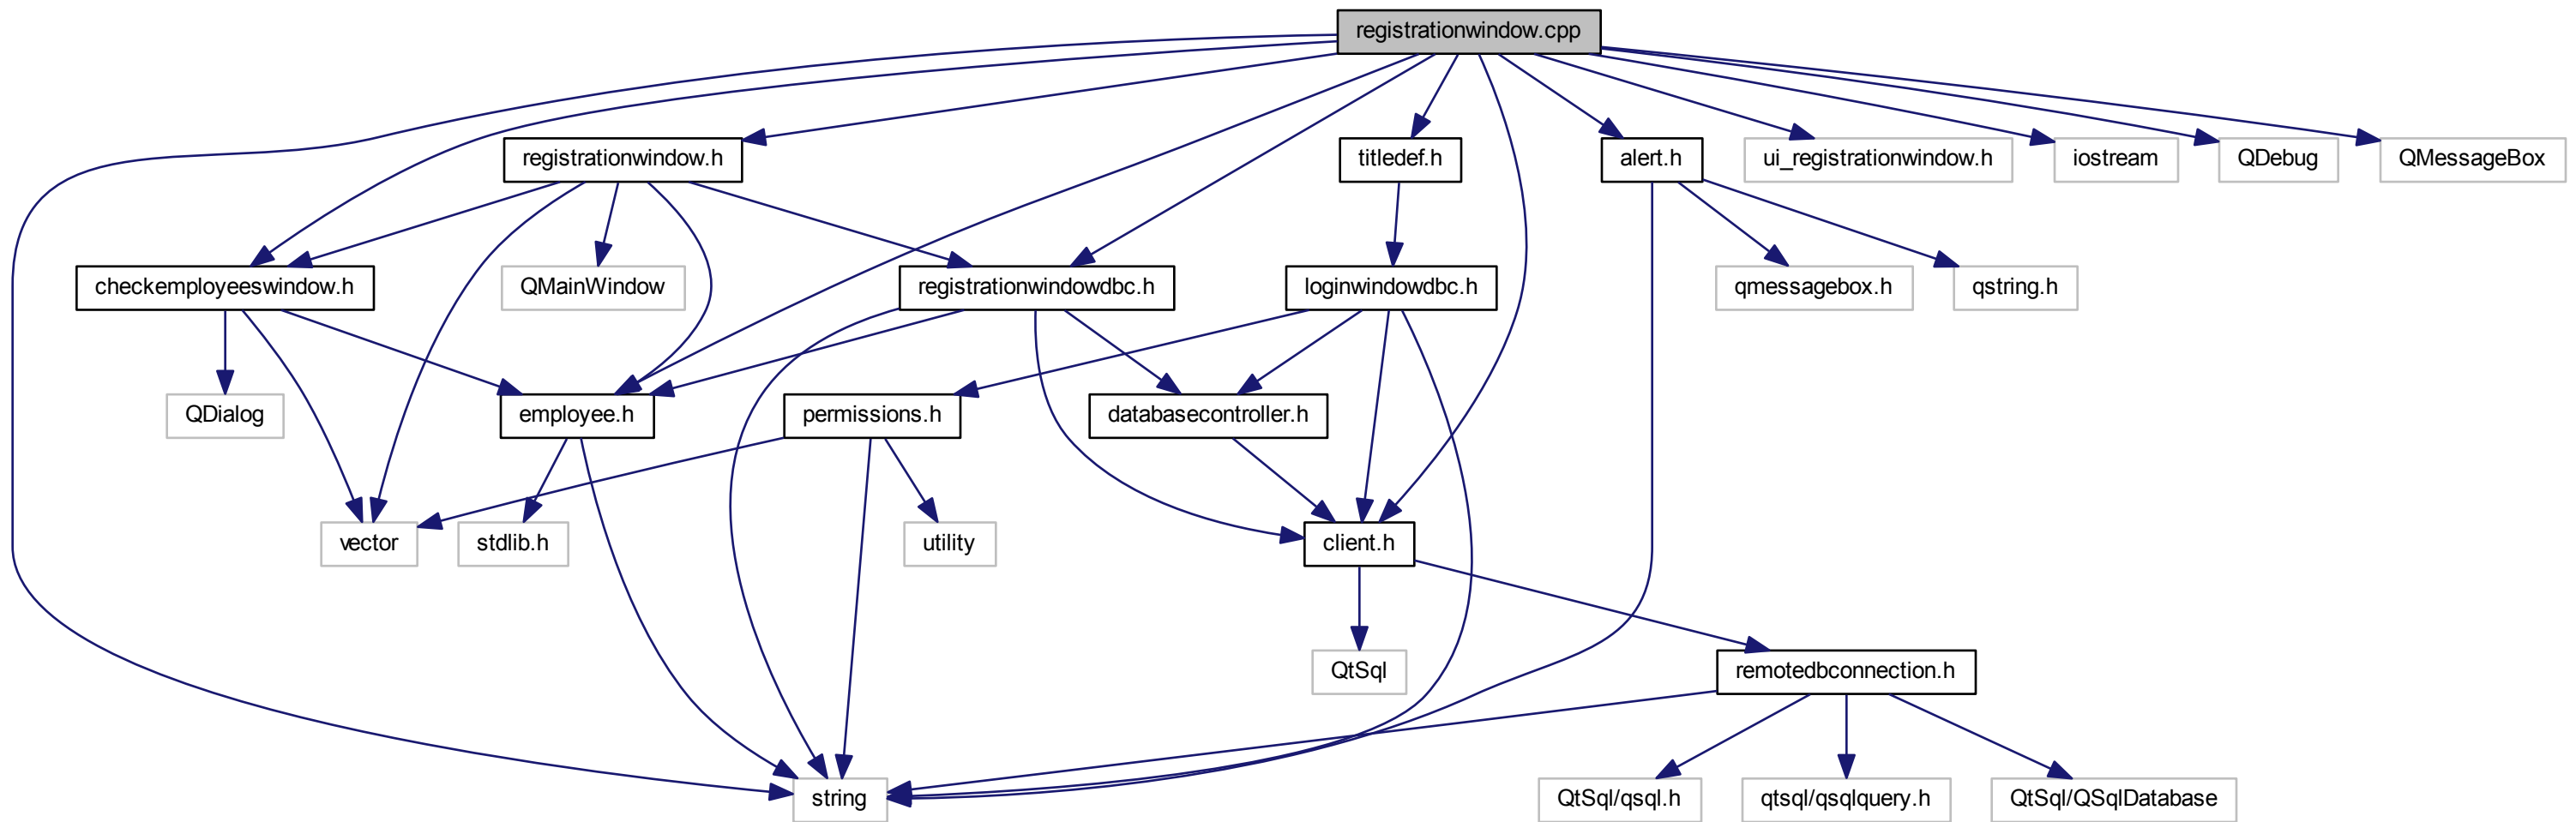 registrationwindow.cpp
registrationwindow.h
titledef.h
alert.h
ui_registrationwindow.h
iostream
QDebug
QMessageBox
checkemployeeswindow.h
QMainWindow
registrationwindowdbc.h
loginwindowdbc.h
qmessagebox.h
qstring.h
QDialog
employee.h
permissions.h
databasecontroller.h
vector
stdlib.h
utility
client.h
QtSql
remotedbconnection.h
string
QtSql/qsql.h
qtsql/qsqlquery.h
QtSql/QSqlDatabase